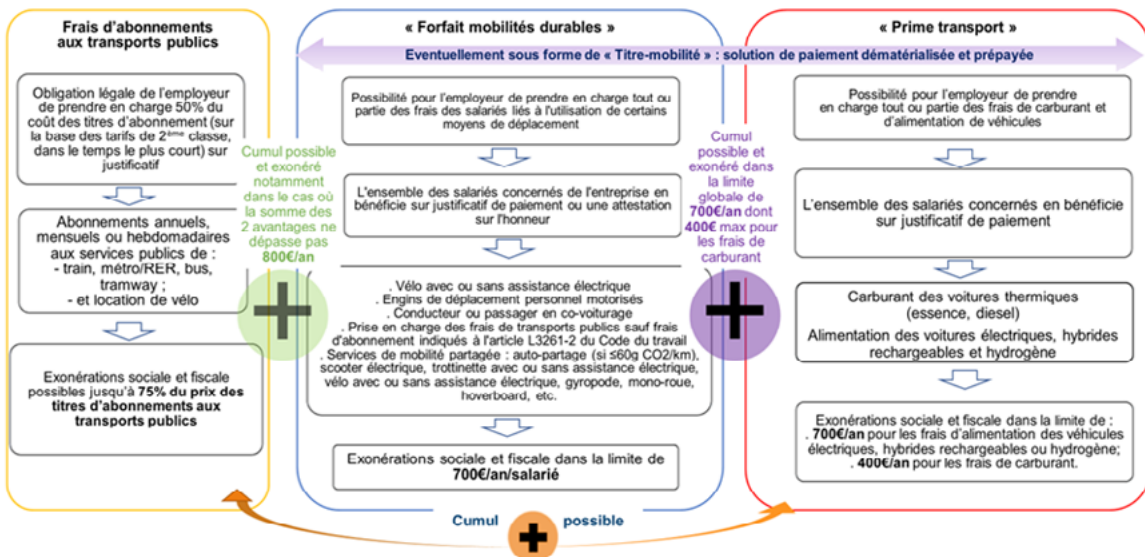 Frais d'abonnements
aux transports publics
Obligation légale de l'employeur
de prendre en charge 50% du
coût des titres d'abonnement (sur
la base des tarifs de 2ème classe,
dans le temps le plus court) sur
justificatif
Abonnements annuels,
mensuels ou hebdomadaires
aux services publics de :
- train, métro/RER, bus,
tramway ;
- et location de vélo
Exonérations sociale et fiscale
possibles jusqu'à 75% du prix des
titres d'abonnements aux
transports publics
Cumul possible
et exonéré
notamment
dans le cas où
la somme des
2 avantages ne
dépasse pas
800€/an
« Forfait mobilités durables »
Eventuellement sous forme de « Titre-mobilité » : solution de paiement dématérialisée et prépayée
Possibilité pour l'employeur de prendre en charge tout ou
partie des frais des salariés liés à l'utilisation de certains
moyens de déplacement
L'ensemble des salariés concernés de l'entreprise en
bénéficie sur justificatif de paiement ou une attestation
sur l'honneur
. Vélo avec ou sans assistance électrique
. Engins de déplacement personnel motorisés
. Conducteur ou passager en co-voiturage
. Prise en charge des frais de transports publics sauf frais
d'abonnement indiqués à l'article L3261-2 du Code du travail
. Services de mobilité partagée : auto-partage (si ≤60g CO2/km),
scooter électrique, trottinette avec ou sans assistance électrique,
vélo avec ou sans assistance électrique, gyropode, mono-roue,
hoverboard, etc.
Exonérations sociale et fiscale dans la limite de
700€/an/salarié
Cumul
possible et
exonéré dans
la limite
globale de
700€/an dont
400€ max pour
les frais de
carburant
« Prime transport »
Possibilité pour l'employeur de prendre
en charge tout ou partie des frais de carburant et
d'alimentation de véhicules
L'ensemble des salariés concernés en bénéficie
sur justificatif de paiement
Carburant des voitures thermiques
(essence, diesel)
Alimentation des voitures électriques, hybrides
rechargeables et hydrogène
Exonérations sociale et fiscale dans la limite de :
. 700€/an pour les frais d'alimentation des véhicules
électriques, hybrides rechargeables ou hydrogène;
. 400€/an pour les frais de carburant.
Cumul + possible